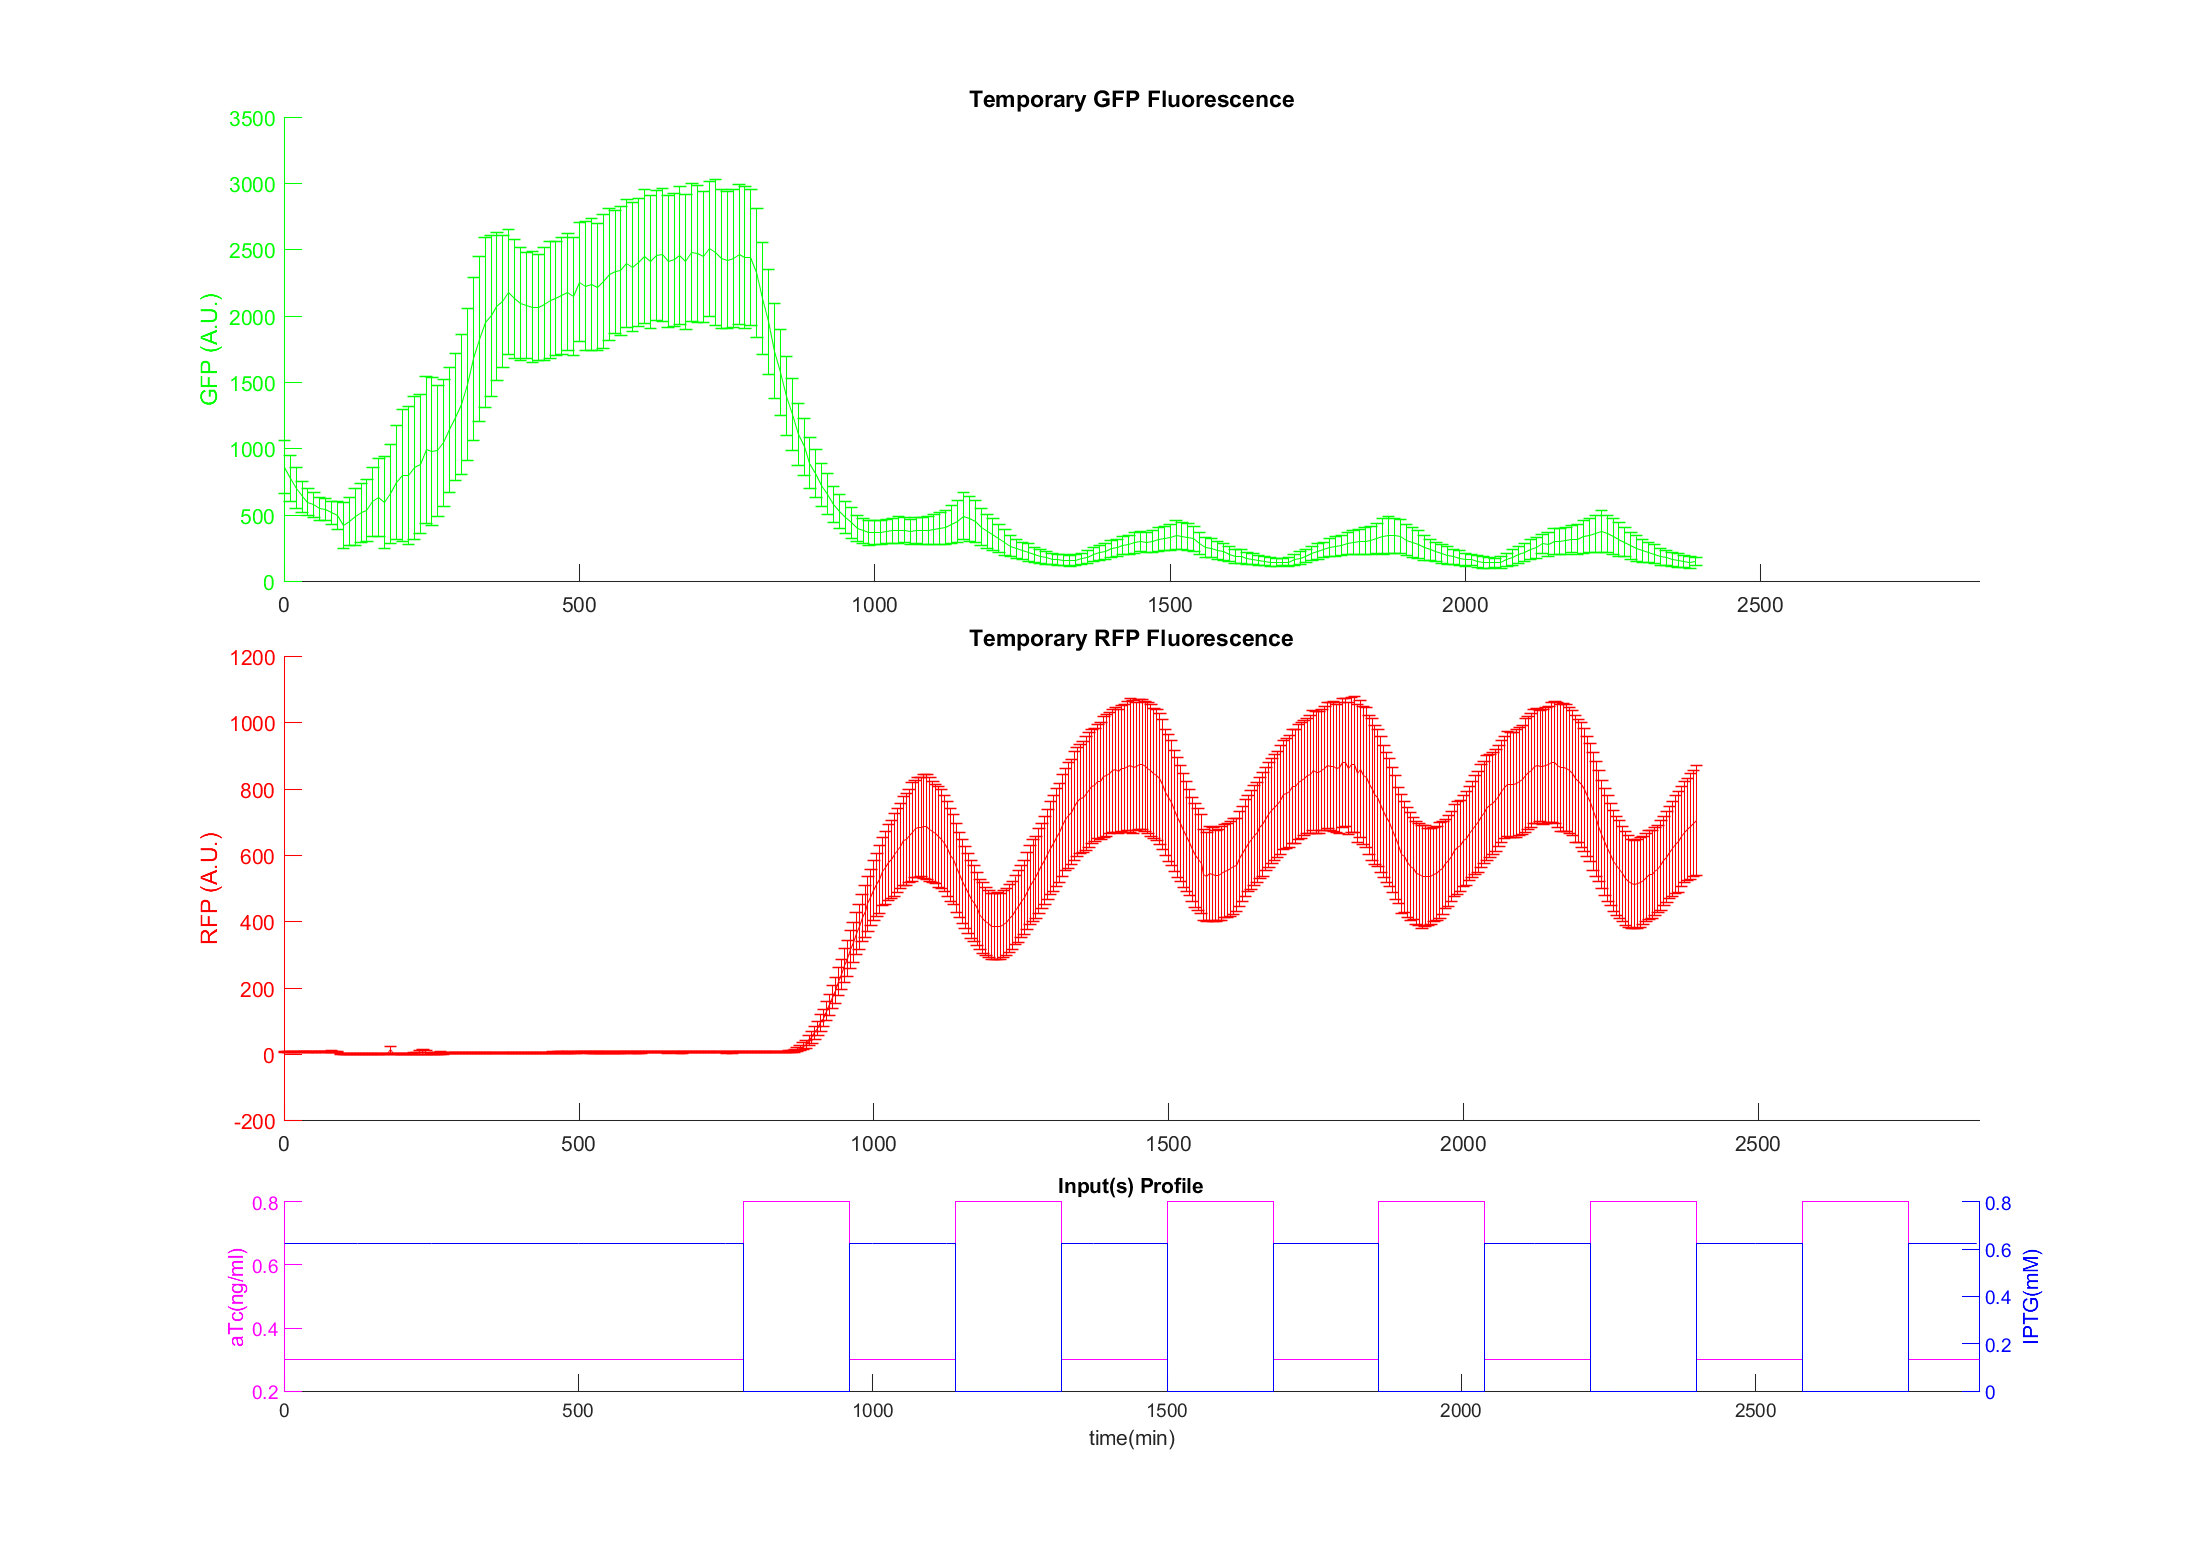 Temporary GFP Fluorescence
GFP (A.U.)
3500
3000
2500
2000
1500
1000
500
0
0 500 1000 1500 2000 2500
Temporary RFP Fluorescence
RFP (A.U.)
1200
1000
800
600
400
200
0
-200
0 500 1000 1500 2000 2500
Input(s) Profile
aTc(ng/ml)
0.8
0.6
0.4
0.2
0.8
0.6
0.4
0.2
0
IPTG(mM)
0 500 1000 1500 2000 2500
time(min)